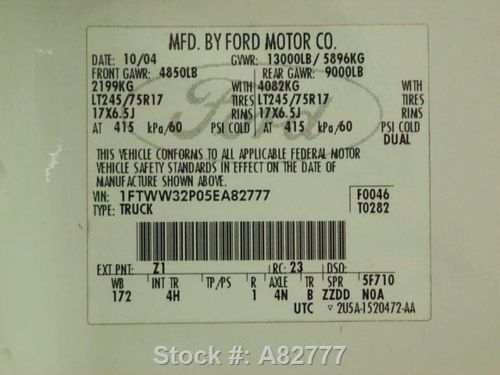 MFD. BY FORD MOTOR CO.
DATE: 10/04 GVWR: 13000LB/ 5896KG
FRONT GAWR: 4850LB REAR GAWR: 9000LB
2199KG WITH 4082KG WITH
LT245/75R17 TIRES LT245/75R17 TIRES
17X6.5J RIMS 17X6.5J RIMS
AT 415 kPa/60 PSI COLD AT 415 kPa/60 PSI COLD
DUAL
Ford
THIS VEHICLE CONFORMS TO ALL APPLICABLE FEDERAL MOTOR
VEHICLE SAFETY STANDARDS IN EFFECT ON THE DATE OF
MANUFACTURE SHOWN ABOVE.
VIN: 1FTWW32P05EA82777 F0046
TYPE: TRUCK T0282
EXT PNT: Z1 RC: 23 DSO:
WB INT TR TP/PS R AXLE TR SPR 5F710
172 4H 1 4N B ZZDD N0A
UTC ▽ 2U5A-1520472-AA
Stock #: A82777